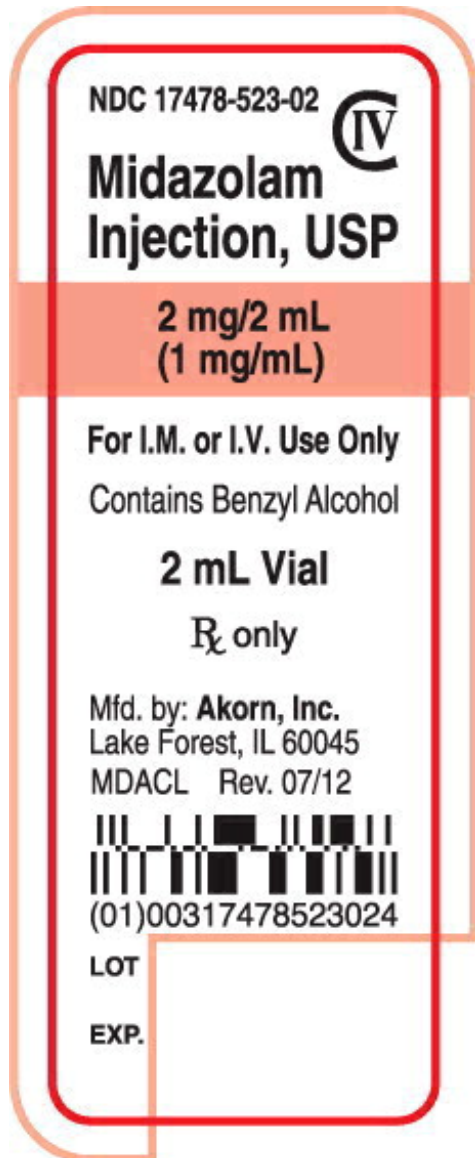 NDC 17478-523-02
CIV
Midazolam
Injection, USP
2 mg/2 mL
(1 mg/mL)
For I.M. or I.V. Use Only
Contains Benzyl Alcohol
2 mL Vial
℞ only
Mfd. by: Akorn, Inc.
Lake Forest, IL 60045
MDACL Rev. 07/12
(01)00317478523024
LOT
EXP.